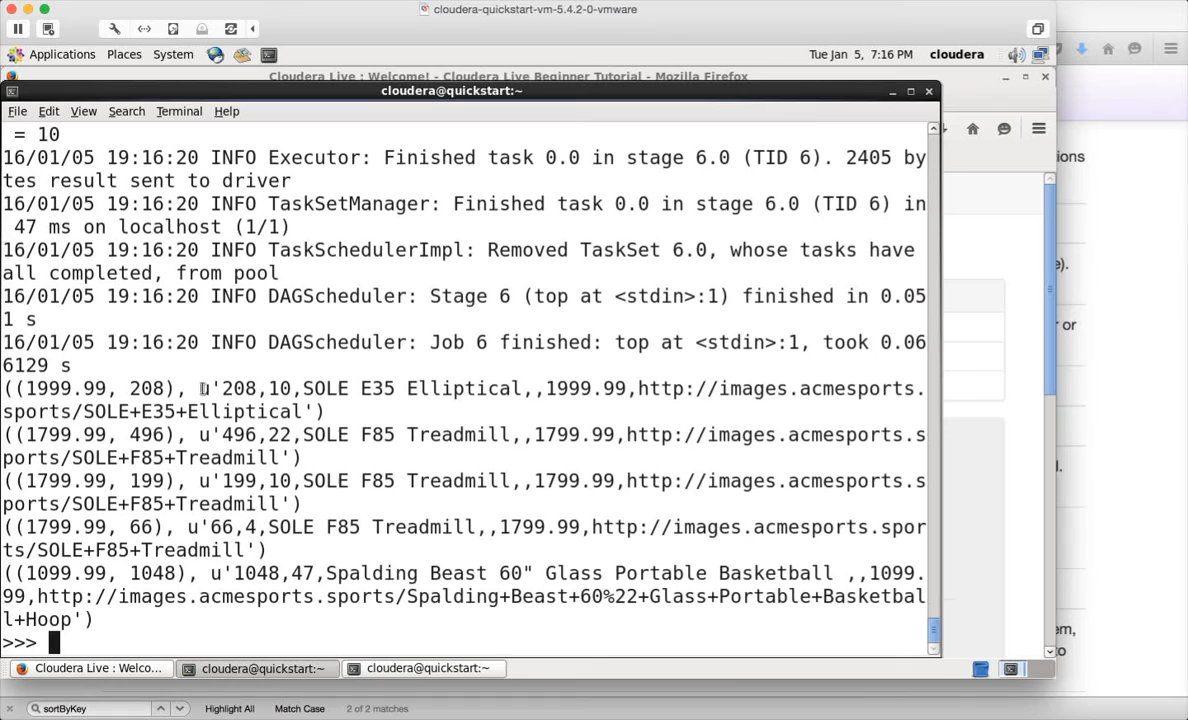 cloudera-quickstart-vm-5.4.2-0-vmware
Applications Places System Tue Jan 5, 7:16 PM cloudera
Cloudera Live : Welcome! - Cloudera Live Beginner Tutorial - Mozilla Firefox
cloudera@quickstart:~
File Edit View Search Terminal Help
= 10
16/01/05 19:16:20 INFO Executor: Finished task 0.0 in stage 6.0 (TID 6). 2405 by
tes result sent to driver
16/01/05 19:16:20 INFO TaskSetManager: Finished task 0.0 in stage 6.0 (TID 6) in
47 ms on localhost (1/1)
16/01/05 19:16:20 INFO TaskSchedulerImpl: Removed TaskSet 6.0, whose tasks have
all completed, from pool
16/01/05 19:16:20 INFO DAGScheduler: Stage 6 (top at <stdin>:1) finished in 0.05
1 s
16/01/05 19:16:20 INFO DAGScheduler: Job 6 finished: top at <stdin>:1, took 0.06
6129 s
((1999.99, 208), u'208,10,SOLE E35 Elliptical,,1999.99,http://images.acmesports.
sports/SOLE+E35+Elliptical')
((1799.99, 496), u'496,22,SOLE F85 Treadmill,,1799.99,http://images.acmesports.s
ports/SOLE+F85+Treadmill')
((1799.99, 199), u'199,10,SOLE F85 Treadmill,,1799.99,http://images.acmesports.s
ports/SOLE+F85+Treadmill')
((1799.99, 66), u'66,4,SOLE F85 Treadmill,,1799.99,http://images.acmesports.spor
ts/SOLE+F85+Treadmill')
((1099.99, 1048), u'1048,47,Spalding Beast 60" Glass Portable Basketball ,,1099.
99,http://images.acmesports.sports/Spalding+Beast+60%22+Glass+Portable+Basketbal
l+Hoop')
>>>
ions
e).
r or
l.
em,
to
Cloudera Live : Welco... cloudera@quickstart:~ cloudera@quickstart:~
sortByKey Highlight All Match Case 2 of 2 matches